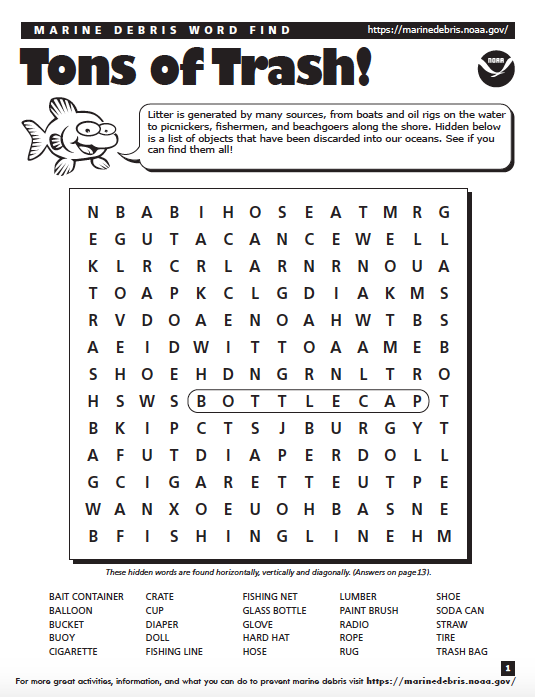 MARINE DEBRIS WORD FIND https://marinedebris.noaa.gov/
Tons of Trash!
NOAA
Litter is generated by many sources, from boats and oil rigs on the water
to picnickers, fishermen, and beachgoers along the shore. Hidden below
is a list of objects that have been discarded into our oceans. See if you
can find them all!
N B A B I H O S E A T M R G
E G U T A C A N C E W E L L
K L R C R L A R N R N O U A
T O A P K C L G D I A K M S
R V D O A E N O A H W T B S
A E I D W I T T O A A M E B
S H O E H D N G R N L T R O
H S W S B O T T L E C A P T
B K I P C T S J B U R G Y T
A F U T D I A P E R D O L L
G C I G A R E T T E U T P E
W A N X O E U O H B A S N E
B F I S H I N G L I N E H M
These hidden words are found horizontally, vertically and diagonally. (Answers on page13).
BAIT CONTAINER CRATE FISHING NET LUMBER SHOE
BALLOON CUP GLASS BOTTLE PAINT BRUSH SODA CAN
BUCKET DIAPER GLOVE RADIO STRAW
BUOY DOLL HARD HAT ROPE TIRE
CIGARETTE FISHING LINE HOSE RUG TRASH BAG
1
For more great activities, information, and what you can do to prevent marine debris visit https://marinedebris.noaa.gov/